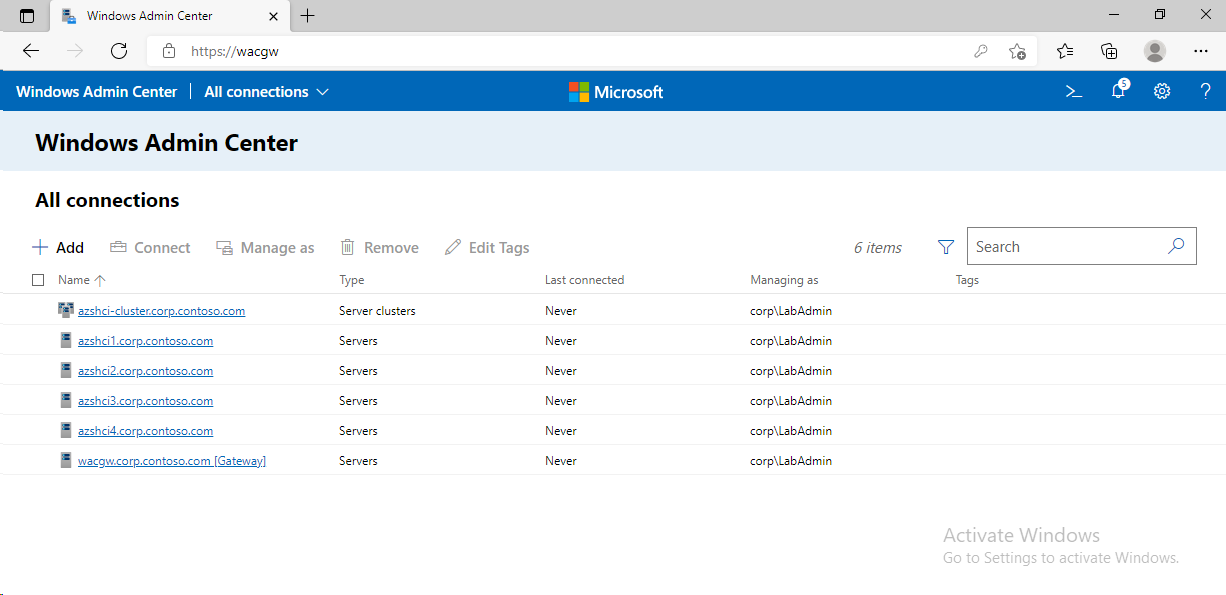 Windows Admin Center
https://wacgw
Windows Admin Center All connections Microsoft 5 ?
Windows Admin Center
All connections
Add Connect Manage as Remove Edit Tags 6 items Search
Name Type Last connected Managing as Tags
azshci-cluster.corp.contoso.com Server clusters Never corp\LabAdmin
azshci1.corp.contoso.com Servers Never corp\LabAdmin
azshci2.corp.contoso.com Servers Never corp\LabAdmin
azshci3.corp.contoso.com Servers Never corp\LabAdmin
azshci4.corp.contoso.com Servers Never corp\LabAdmin
wacgw.corp.contoso.com [Gateway] Servers Never corp\LabAdmin
Activate Windows
Go to Settings to activate Windows.